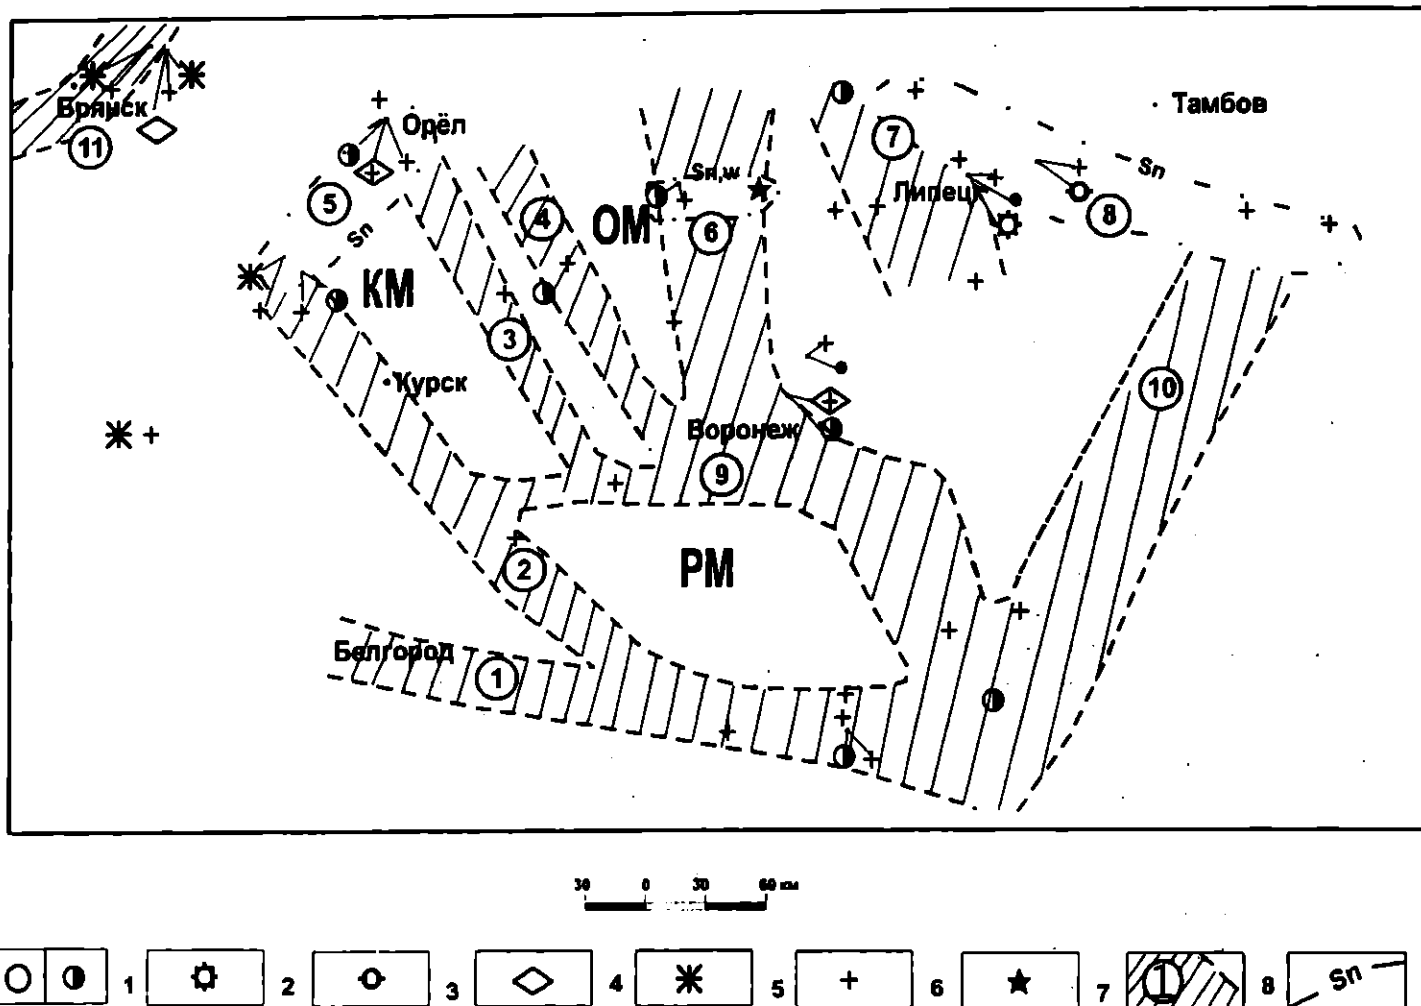 Тамбов
Брянск
Орёл
11
7
Sn
Sn,w
Липецк
5
4
ОМ
6
8
Sn
КМ
3
Курск
10
Воронеж
9
2
РМ
Белгород
1
30 0 30 60 км
1 2 3 4 5 6 7 1 8 Sn